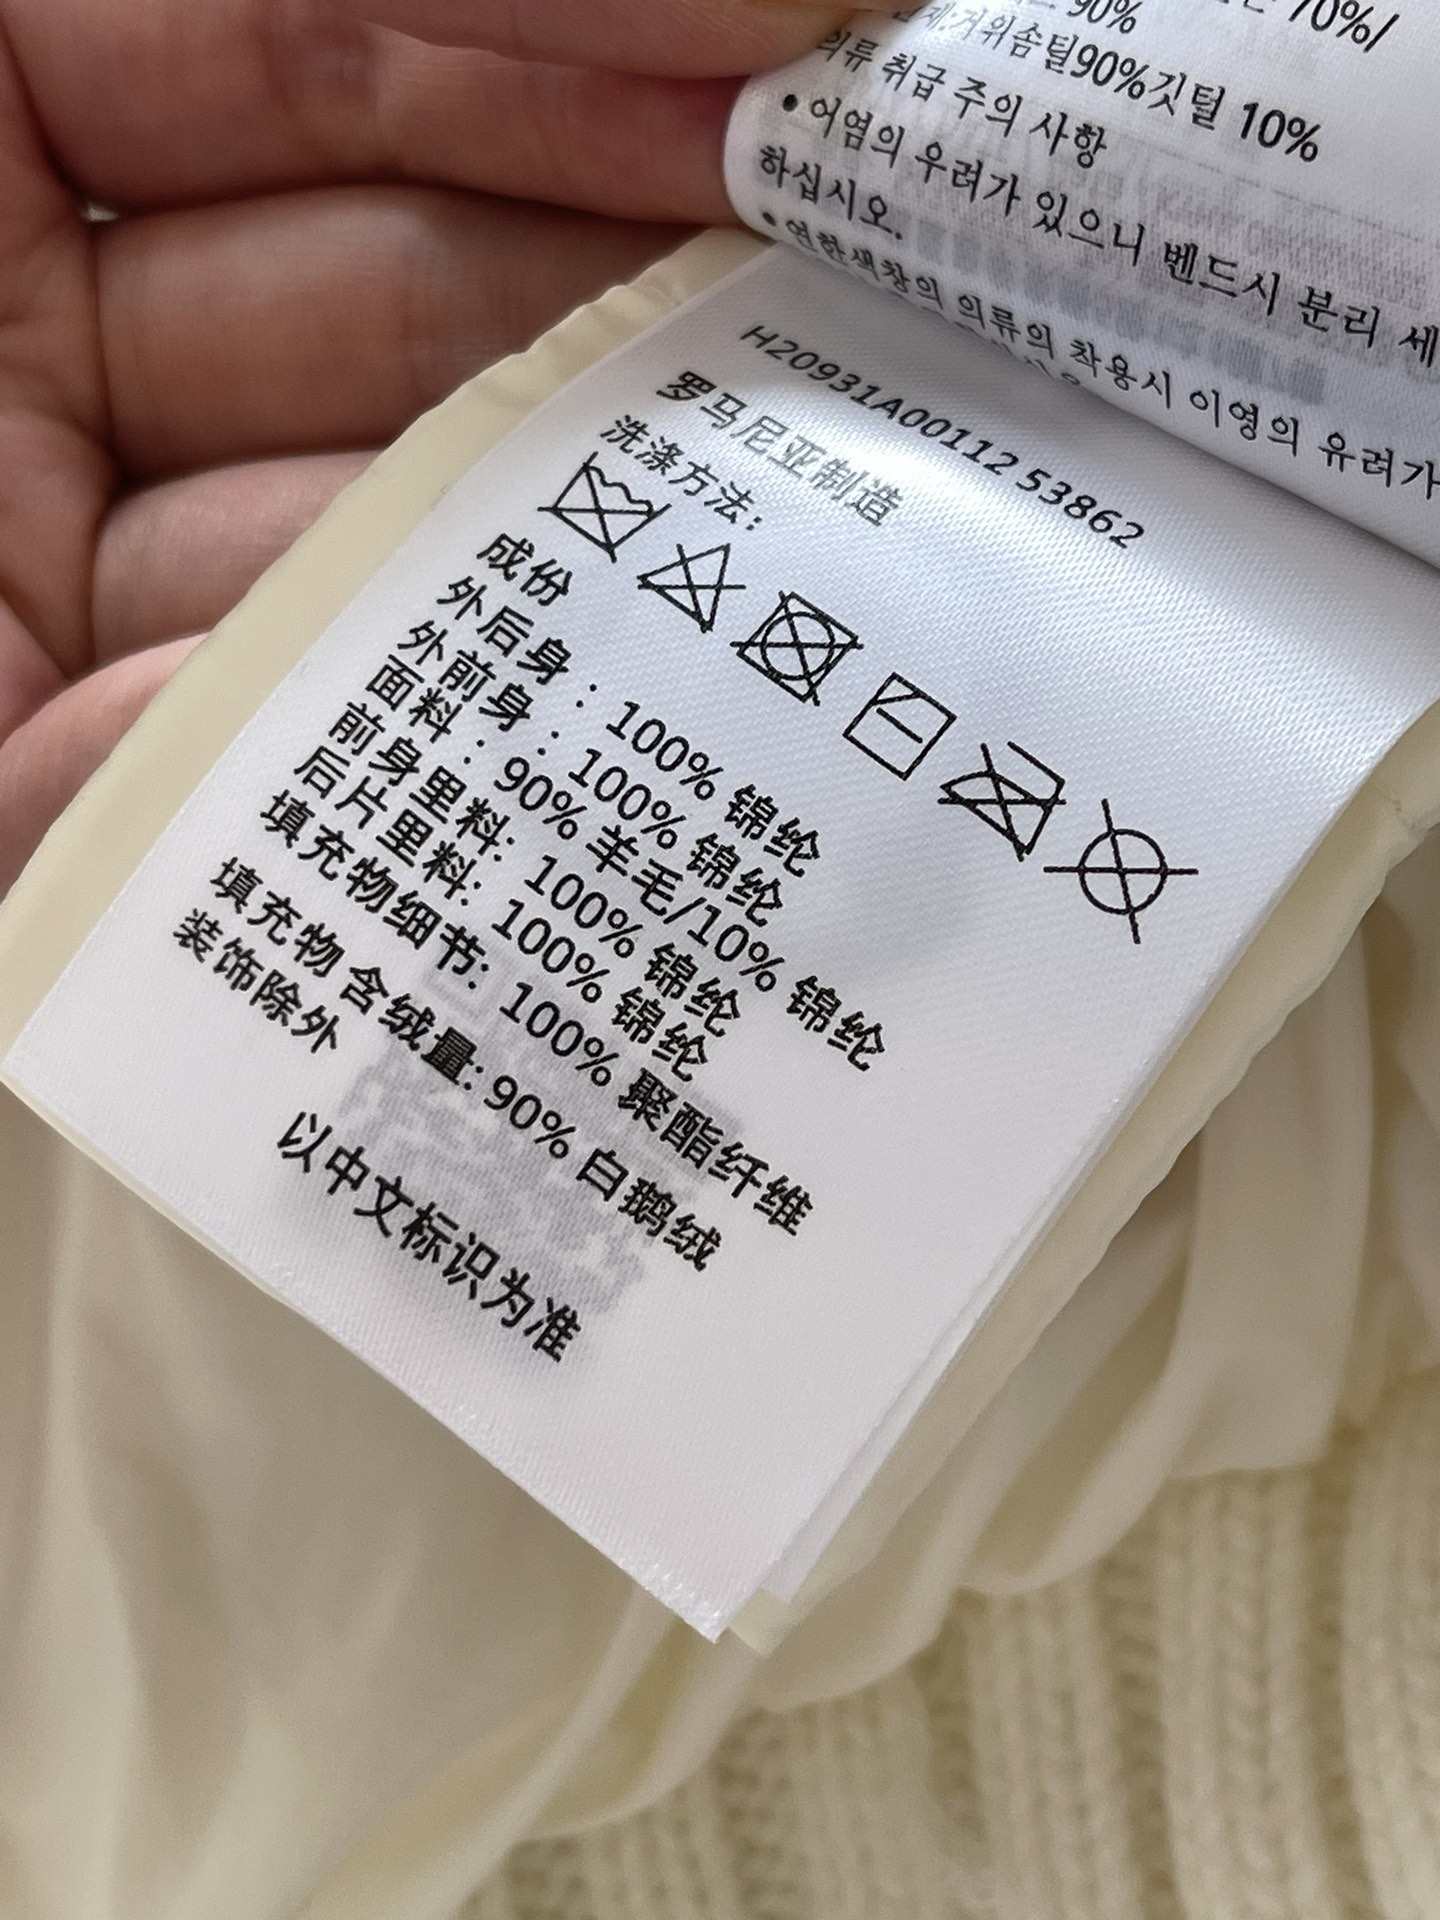 70%/
90%
거위솜털90%깃털 10%
의류 취급 주의 사항
• 어염의 우려가 있으니 벤드시 분리 세
하십시오.
• 연한색창의 의류의 착용시 이영의 유려가
H20931A00112 53862
罗马尼亚制造
洗涤方法：
成份
外后身：100% 锦纶
外前身：100% 锦纶
面料：90% 羊毛/10% 锦纶
前身里料: 100% 锦纶
后片里料: 100% 锦纶
填充物细节: 100% 聚酯纤维
填充物含绒量: 90% 白鹅绒
装饰除外
以中文标识为准